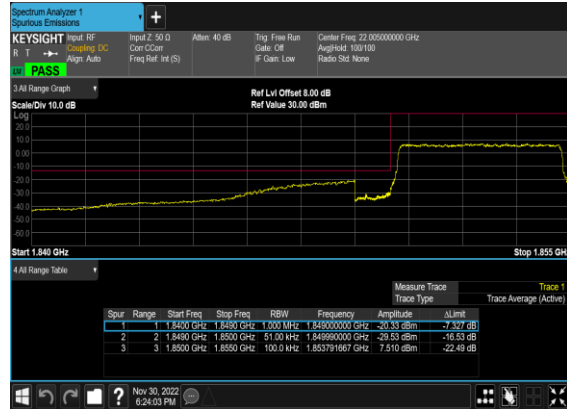 Spectrum Analyzer 1
Spurious Emissions
KEYSIGHT Input: RF Input Z: 50 Ω Atten: 40 dB Trig: Free Run Center Freq: 22.005000000 GHz
R T Coupling: DC Corr CCorr Gate: Off Avg|Hold: 100/100
Align: Auto Freq Ref: Int (S) IF Gain: Low Radio Std: None
PASS
3 All Range Graph Ref Lvl Offset 8.00 dB
Scale/Div 10.0 dB Ref Value 30.00 dBm
Log
20.0
10.0
0.00
-10.0
-20.0
-30.0
-40.0
-50.0
-60.0
Start 1.840 GHz Stop 1.855 GH
4 All Range Table
Measure Trace Trace 1
Trace Type Trace Average (Active)
Spur Range Start Freq Stop Freq RBW Frequency Amplitude ΔLimit
1 1 1.8400 GHz 1.8490 GHz 1.000 MHz 1.849000000 GHz -20.33 dBm -7.327 dB
2 2 1.8490 GHz 1.8500 GHz 51.00 kHz 1.849990000 GHz -29.53 dBm -16.53 dB
3 3 1.8500 GHz 1.8550 GHz 100.0 kHz 1.853791667 GHz 7.510 dBm -22.49 dB
Nov 30, 2022
6:24:03 PM